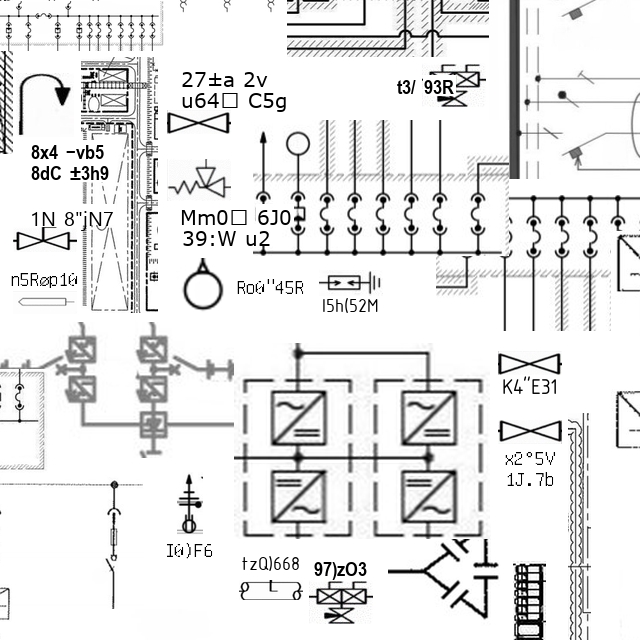 27±a 2v
u64□ C5g
t3/ '93R
8x4 −vb5
8dC ±3h9
1N 8"jN7
Mm0□ 6J0
39:W u2
n5Røp10
Ro0''45R
I5h(52M
K4''E31
x2°5V
1J.7b
I0)F6
tzQ)668
97)zO3
L